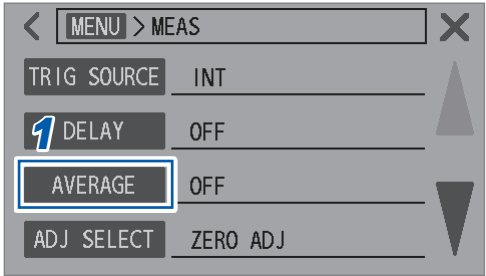 < MENU > MEAS X
TRIG SOURCE INT
1 DELAY OFF
AVERAGE OFF
ADJ SELECT ZERO ADJ